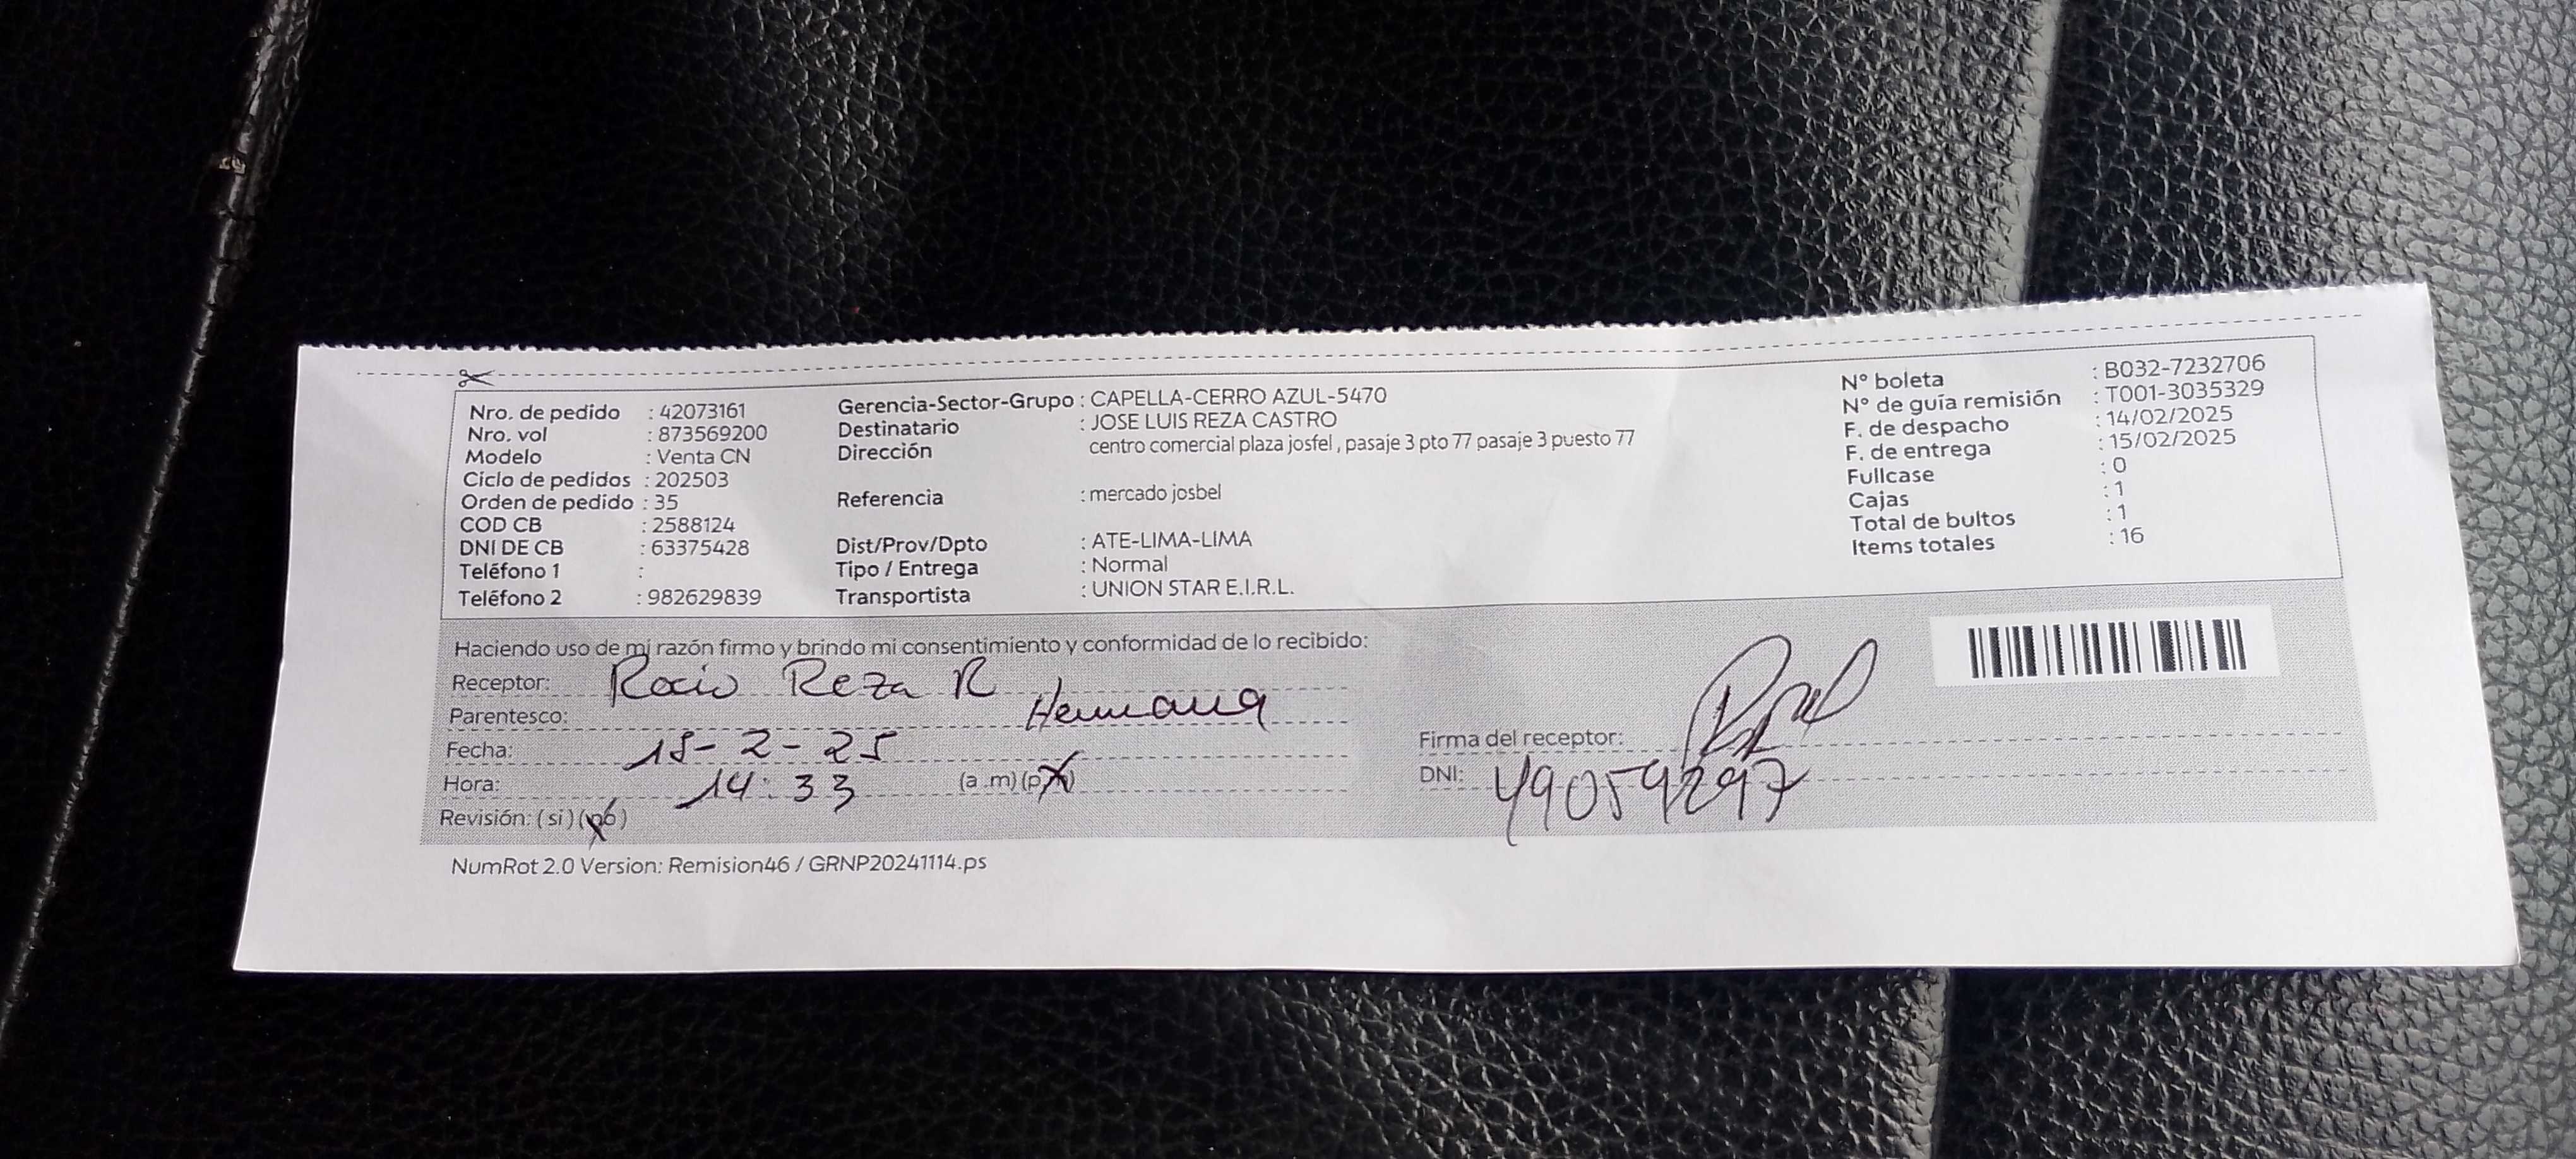 Nro. de pedido : 42073161
Nro. vol : 873569200
Modelo : Venta CN
Ciclo de pedidos : 202503
Orden de pedido : 35
COD CB : 2588124
DNI DE CB : 63375428
Teléfono 1 :
Teléfono 2 : 982629839
Gerencia-Sector-Grupo : CAPELLA-CERRO AZUL-5470
Destinatario : JOSE LUIS REZA CASTRO
Dirección centro comercial plaza josfel , pasaje 3 pto 77 pasaje 3 puesto 77
Referencia : mercado josbel
Dist/Prov/Dpto : ATE-LIMA-LIMA
Tipo / Entrega : Normal
Transportista : UNION STAR E.I.R.L.
N° boleta : B032-7232706
N° de guía remisión : T001-3035329
F. de despacho : 14/02/2025
F. de entrega : 15/02/2025
Fullcase : 0
Cajas : 1
Total de bultos : 1
Items totales : 16
Haciendo uso de mi razón firmo y brindo mi consentimiento y conformidad de lo recibido:
Receptor: Rocio Reza R
Parentesco: Hermana
Fecha: 15-2-25
Hora: 14:33 (a .m) (p.m)
Revisión: ( si ) ( nó )
Firma del receptor:
DNI: 49059297
NumRot 2.0 Version: Remision46 / GRNP20241114.ps